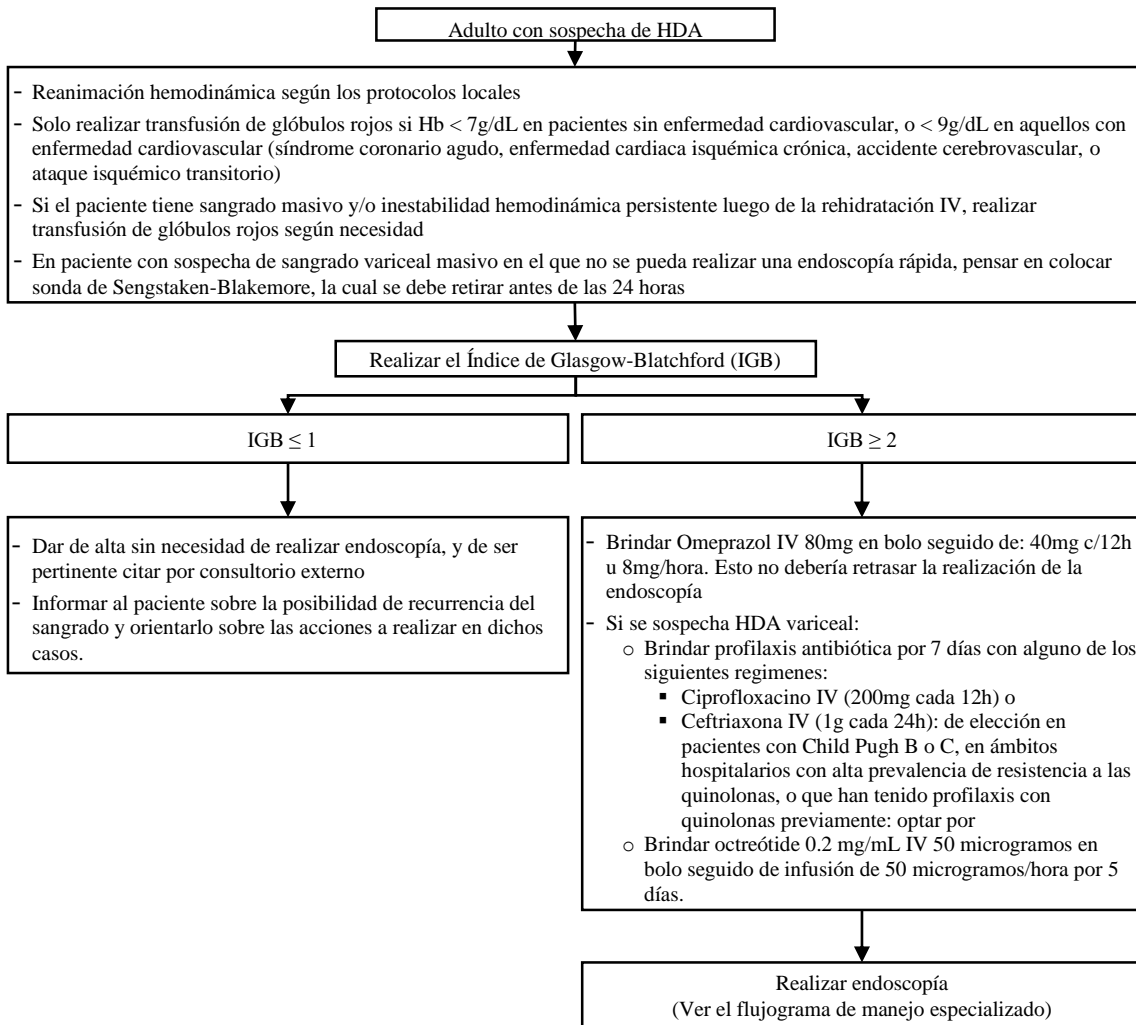 Adulto con sospecha de HDA
- Reanimación hemodinámica según los protocolos locales
- Solo realizar transfusión de glóbulos rojos si Hb < 7g/dL en pacientes sin enfermedad cardiovascular, o < 9g/dL en aquellos con
enfermedad cardiovascular (síndrome coronario agudo, enfermedad cardiaca isquémica crónica, accidente cerebrovascular, o
ataque isquémico transitorio)
- Si el paciente tiene sangrado masivo y/o inestabilidad hemodinámica persistente luego de la rehidratación IV, realizar
transfusión de glóbulos rojos según necesidad
- En paciente con sospecha de sangrado variceal masivo en el que no se pueda realizar una endoscopía rápida, pensar en colocar
sonda de Sengstaken-Blakemore, la cual se debe retirar antes de las 24 horas
Realizar el Índice de Glasgow-Blatchford (IGB)
IGB ≤ 1
- Dar de alta sin necesidad de realizar endoscopía, y de ser
pertinente citar por consultorio externo
- Informar al paciente sobre la posibilidad de recurrencia del
sangrado y orientarlo sobre las acciones a realizar en dichos
casos.
IGB ≥ 2
- Brindar Omeprazol IV 80mg en bolo seguido de: 40mg c/12h
u 8mg/hora. Esto no debería retrasar la realización de la
endoscopía
- Si se sospecha HDA variceal:
o Brindar profilaxis antibiótica por 7 días con alguno de los
siguientes regimenes:
▪ Ciprofloxacino IV (200mg cada 12h) o
▪ Ceftriaxona IV (1g cada 24h): de elección en
pacientes con Child Pugh B o C, en ámbitos
hospitalarios con alta prevalencia de resistencia a las
quinolonas, o que han tenido profilaxis con
quinolonas previamente: optar por
o Brindar octreótide 0.2 mg/mL IV 50 microgramos en
bolo seguido de infusión de 50 microgramos/hora por 5
días.
Realizar endoscopía
(Ver el flujograma de manejo especializado)